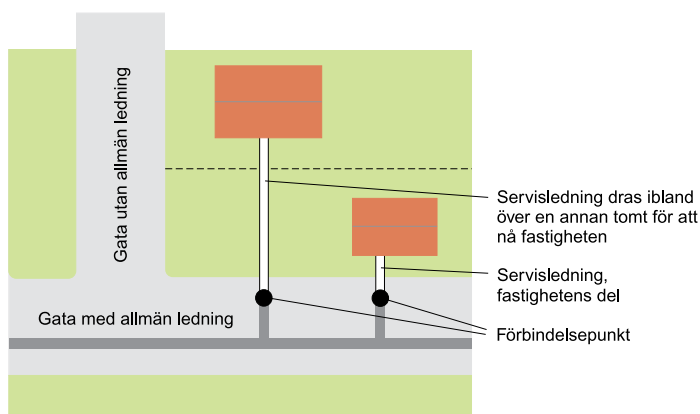 Gata utan allmän ledning
Servisledning dras ibland
över en annan tomt för att
nå fastigheten
Servisledning,
fastighetens del
Gata med allmän ledning
Förbindelsepunkt